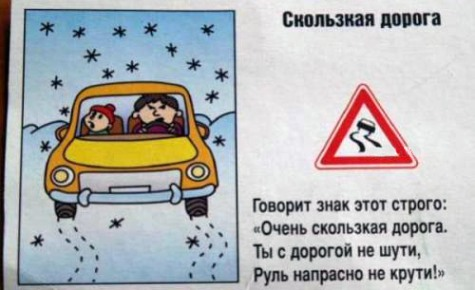 Скользкая дорога
Говорит знак этот строго:
«Очень скользкая дорога.
Ты с дорогой не шути,
Руль напрасно не крути!»